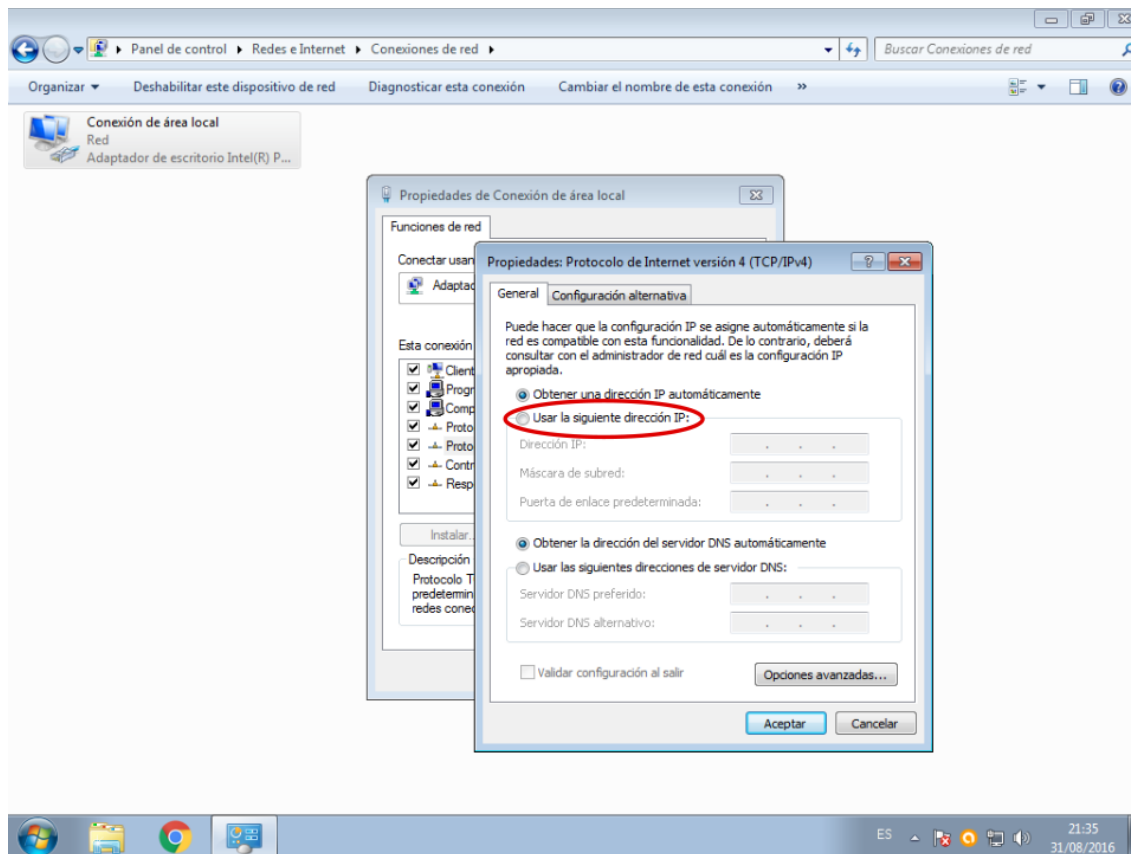 Panel de control
Redes e Internet
Conexiones de red
Buscar Conexiones de red
Organizar
Deshabilitar este dispositivo de red
Diagnosticar esta conexión
Cambiar el nombre de esta conexión
»
Conexión de área local
Red
Adaptador de escritorio Intel(R) P...
Propiedades de Conexión de área local
Funciones de red
Conectar usan
Adaptad
Esta conexión
Client
Progr
Comp
Proto
Proto
Contr
Resp
Instalar..
Descripción
Protocolo T
predetermin
redes conec
Propiedades: Protocolo de Internet versión 4 (TCP/IPv4)
General
Configuración alternativa
Puede hacer que la configuración IP se asigne automáticamente si la
red es compatible con esta funcionalidad. De lo contrario, deberá
consultar con el administrador de red cuál es la configuración IP
apropiada.
Obtener una dirección IP automáticamente
Usar la siguiente dirección IP:
Dirección IP:
Máscara de subred:
Puerta de enlace predeterminada:
Obtener la dirección del servidor DNS automáticamente
Usar las siguientes direcciones de servidor DNS:
Servidor DNS preferido:
Servidor DNS alternativo:
Validar configuración al salir
Opciones avanzadas...
Aceptar
Cancelar
ES
21:35
31/08/2016